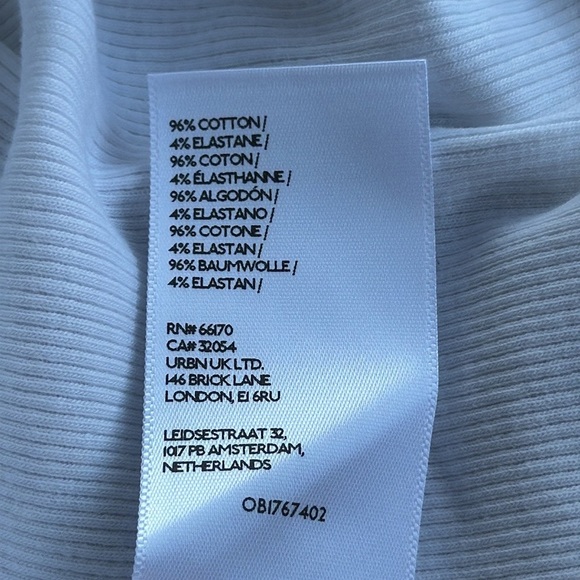 96% COTTON/
4% ELASTANE/
96% COTON/
4% ÉLASTHANNE/
96% ALGODÓN/
4% ELASTANO/
96% COTONE/
4% ELASTAN/
96% BAUMWOLLE/
4% ELASTAN/
RN# 66170
CA# 32054
URBN UK LTD.
146 BRICK LANE
LONDON, E1 6RU
LEIDSESTRAAT 32,
1017 PB AMSTERDAM,
NETHERLANDS
OB1767402